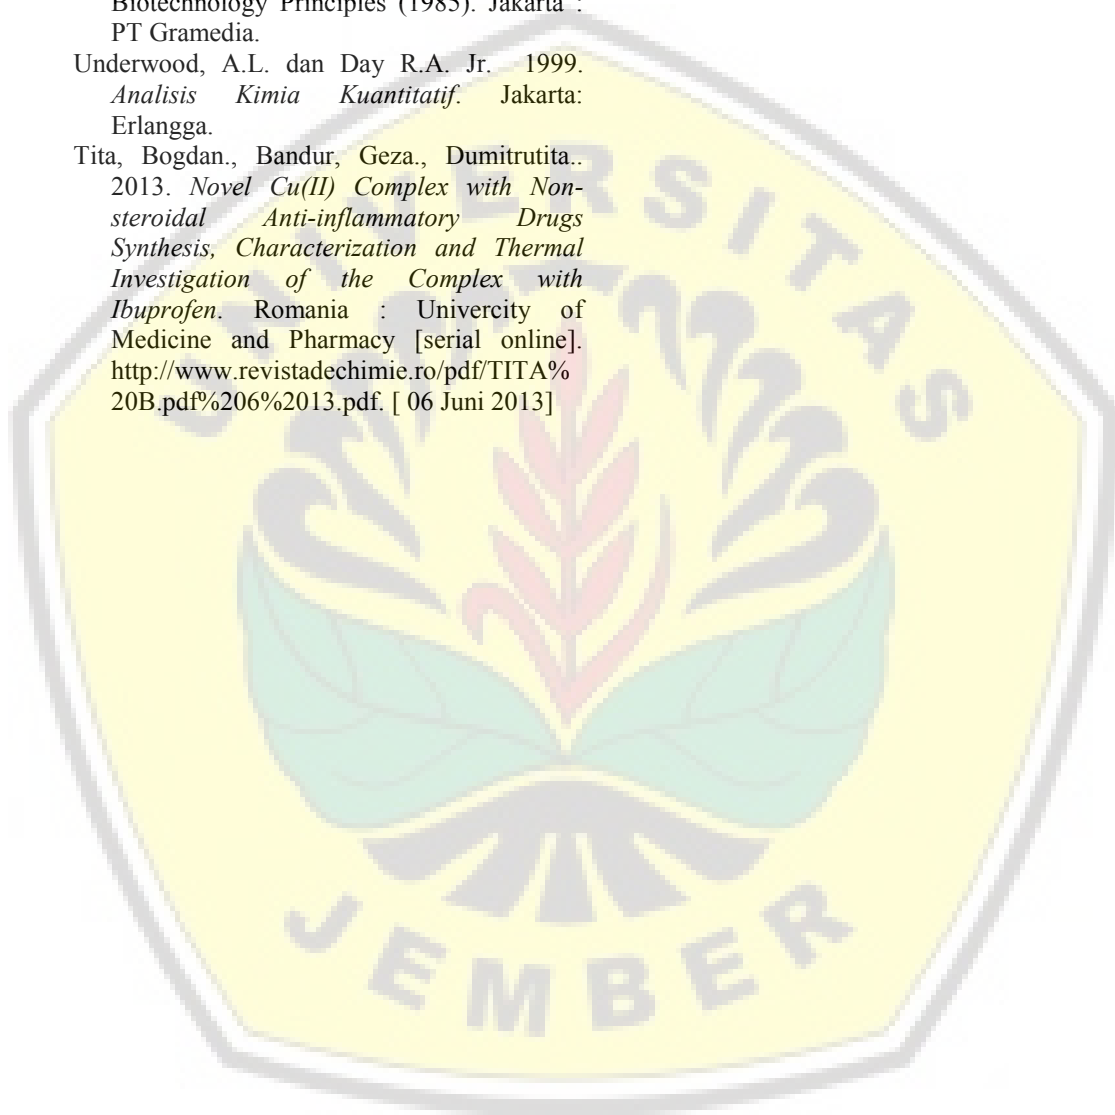 Biotechnology Principles (1985). Jakarta :
PT Gramedia.
Underwood, A.L. dan Day R.A. Jr. 1999.
Analisis Kimia Kuantitatif. Jakarta:
Erlangga.
Tita, Bogdan., Bandur, Geza., Dumitrutita..
2013. Novel Cu(II) Complex with Non-
steroidal Anti-inflammatory Drugs
Synthesis, Characterization and Thermal
Investigation of the Complex with
Ibuprofen. Romania : Univercity of
Medicine and Pharmacy [serial online].
http://www.revistadechimie.ro/pdf/TITA%
20B.pdf%206%2013.pdf. [ 06 Juni 2013]
UNIVERSITAS
JEMBER